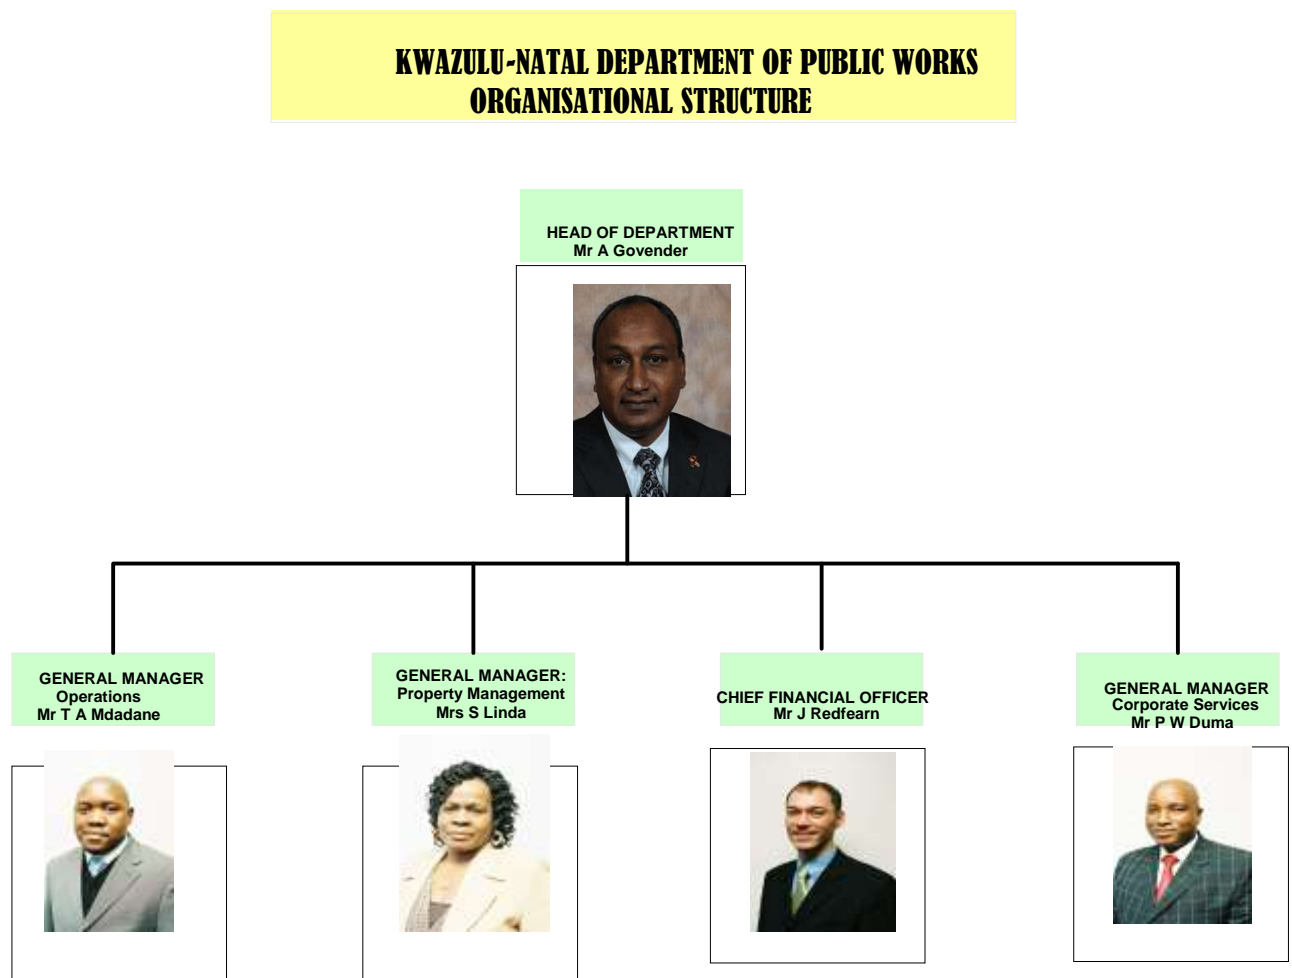 KWAZULU-NATAL DEPARTMENT OF PUBLIC WORKS
ORGANISATIONAL STRUCTURE
HEAD OF DEPARTMENT
Mr A Govender
GENERAL MANAGER
Operations
Mr T A Mdadane
GENERAL MANAGER:
Property Management
Mrs S Linda
CHIEF FINANCIAL OFFICER
Mr J Redfearn
GENERAL MANAGER
Corporate Services
Mr P W Duma